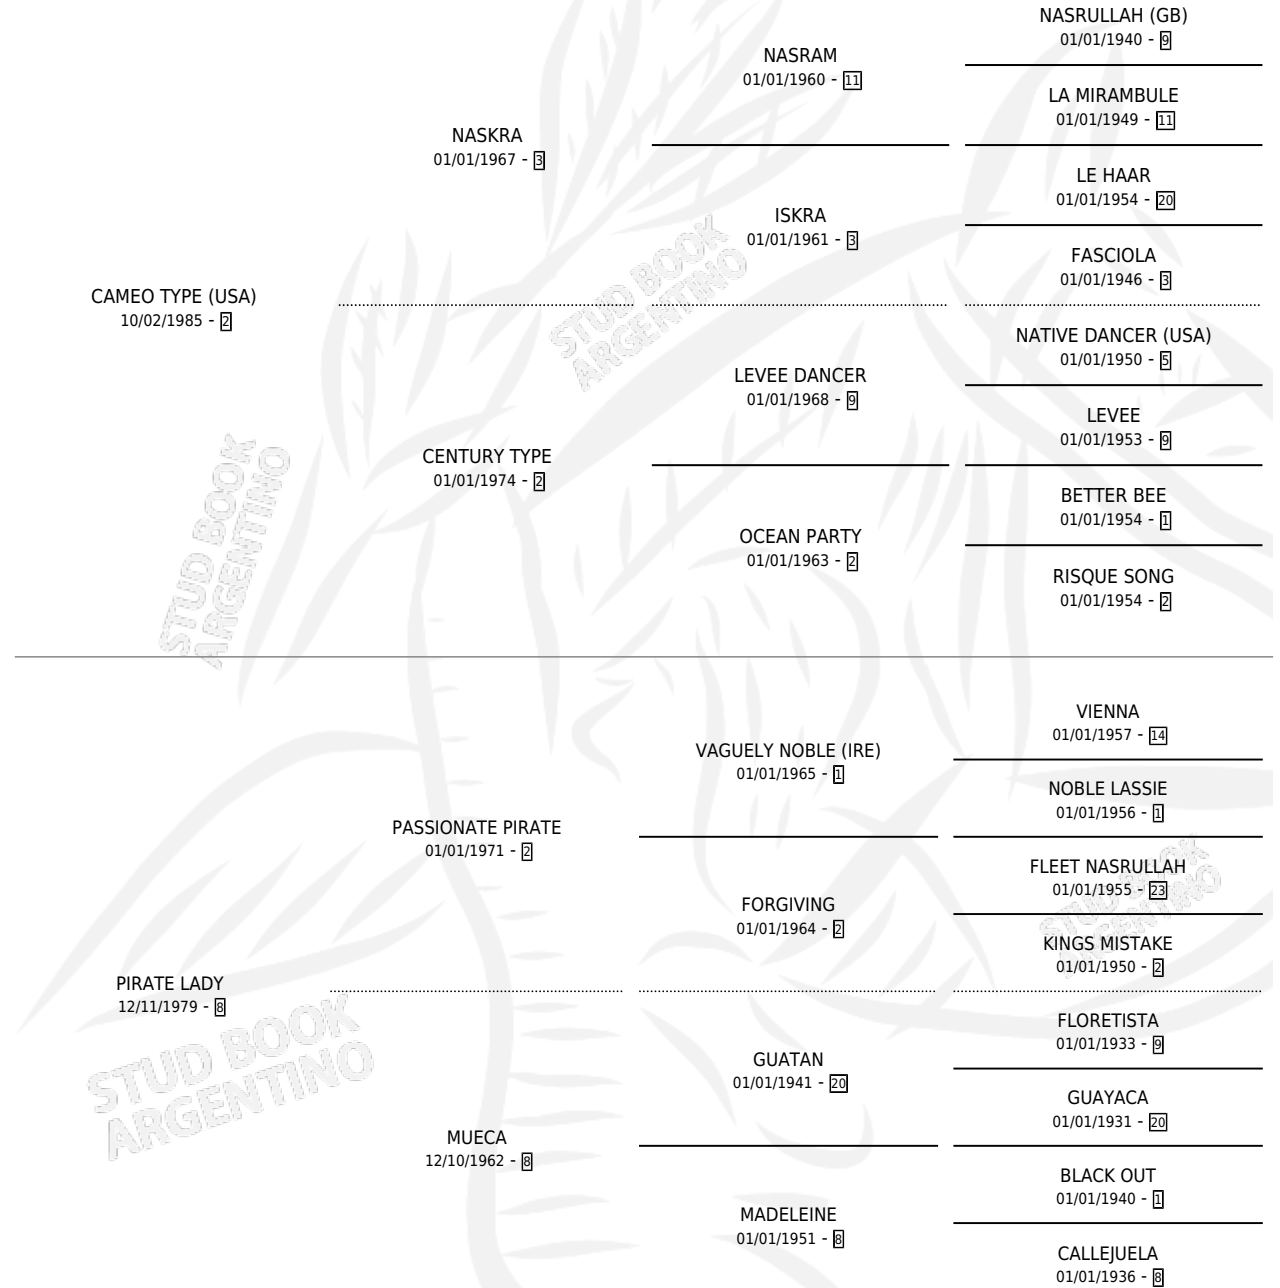 NASRULLAH (GB)
01/01/1940 - 9
NASRAM
01/01/1960 - 11
LA MIRAMBULE
01/01/1949 - 11
NASKRA
01/01/1967 - 3
LE HAAR
01/01/1954 - 20
ISKRA
01/01/1961 - 3
FASCIOLA
01/01/1946 - 3
CAMEO TYPE (USA)
10/02/1985 - 2
NATIVE DANCER (USA)
01/01/1950 - 5
LEVEE DANCER
01/01/1968 - 9
LEVEE
01/01/1953 - 9
CENTURY TYPE
01/01/1974 - 2
BETTER BEE
01/01/1954 - 1
OCEAN PARTY
01/01/1963 - 2
RISQUE SONG
01/01/1954 - 2
VIENNA
01/01/1957 - 14
VAGUELY NOBLE (IRE)
01/01/1965 - 1
NOBLE LASSIE
01/01/1956 - 1
PASSIONATE PIRATE
01/01/1971 - 2
FLEET NASRULLAH
01/01/1955 - 23
FORGIVING
01/01/1964 - 2
KINGS MISTAKE
01/01/1950 - 2
PIRATE LADY
12/11/1979 - 8
FLORETISTA
01/01/1933 - 9
GUATAN
01/01/1941 - 20
GUAYACA
01/01/1931 - 20
MUECA
12/10/1962 - 8
BLACK OUT
01/01/1940 - 1
MADELEINE
01/01/1951 - 8
CALLEJUELA
01/01/1936 - 8
STUD BOOK
ARGENTINO
STUD BOOK
ARGENTINO
STUD BOOK
ARGENTINO
STUD BOOK
ARGENTINO